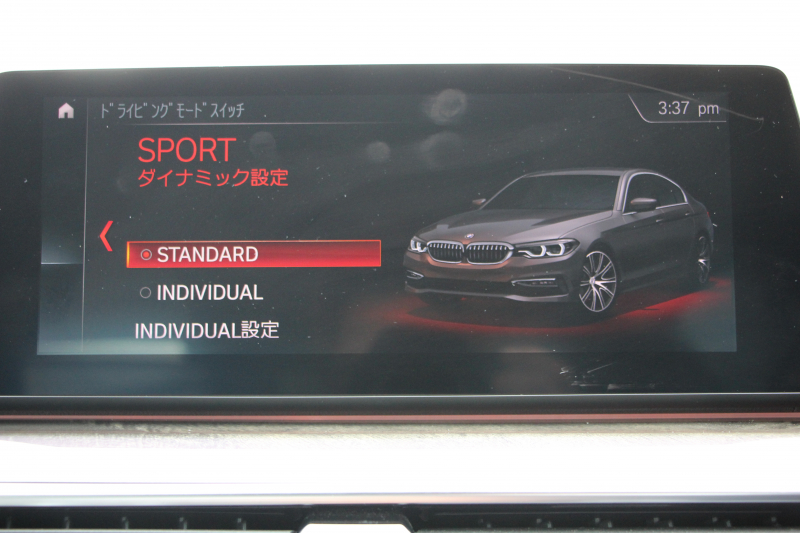 ドライビングモードスイッチ
3:37 pm
SPORT
ダイナミック設定
STANDARD
INDIVIDUAL
INDIVIDUAL設定